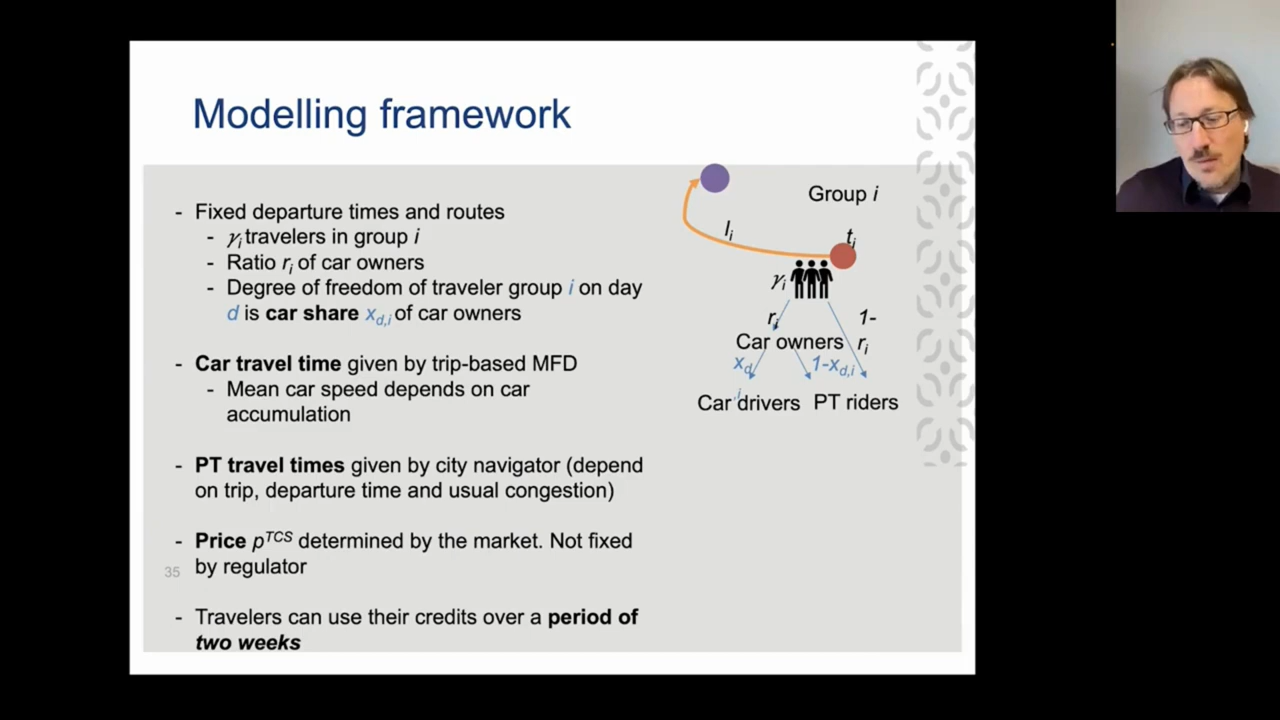 Modelling framework
- Fixed departure times and routes
- γi travelers in group i
- Ratio ri of car owners
- Degree of freedom of traveler group i on day
d is car share xd,i of car owners
- Car travel time given by trip-based MFD
- Mean car speed depends on car
accumulation
- PT travel times given by city navigator (depend
on trip, departure time and usual congestion)
- Price pTCS determined by the market. Not fixed
by regulator
35
- Travelers can use their credits over a period of
two weeks
Group i
li
ti
γi
ri
1-
ri
Car owners
xd
,i
1-xd,i
Car drivers
PT riders